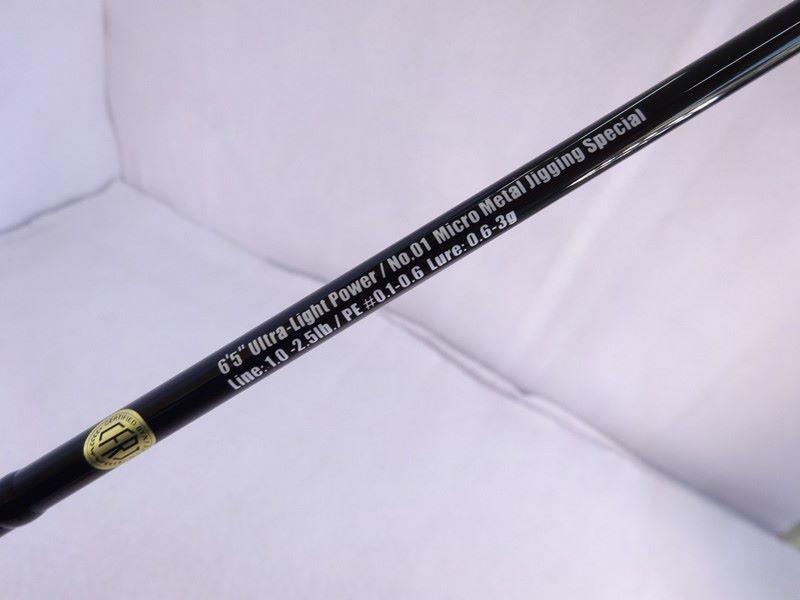 6'5" Ultra-Light Power / No.01 Micro Metal Jigging Special
Line: 1.0-2.5lb./ PE #0.1-0.6 Lure: 0.6-3g
CERTIFIED